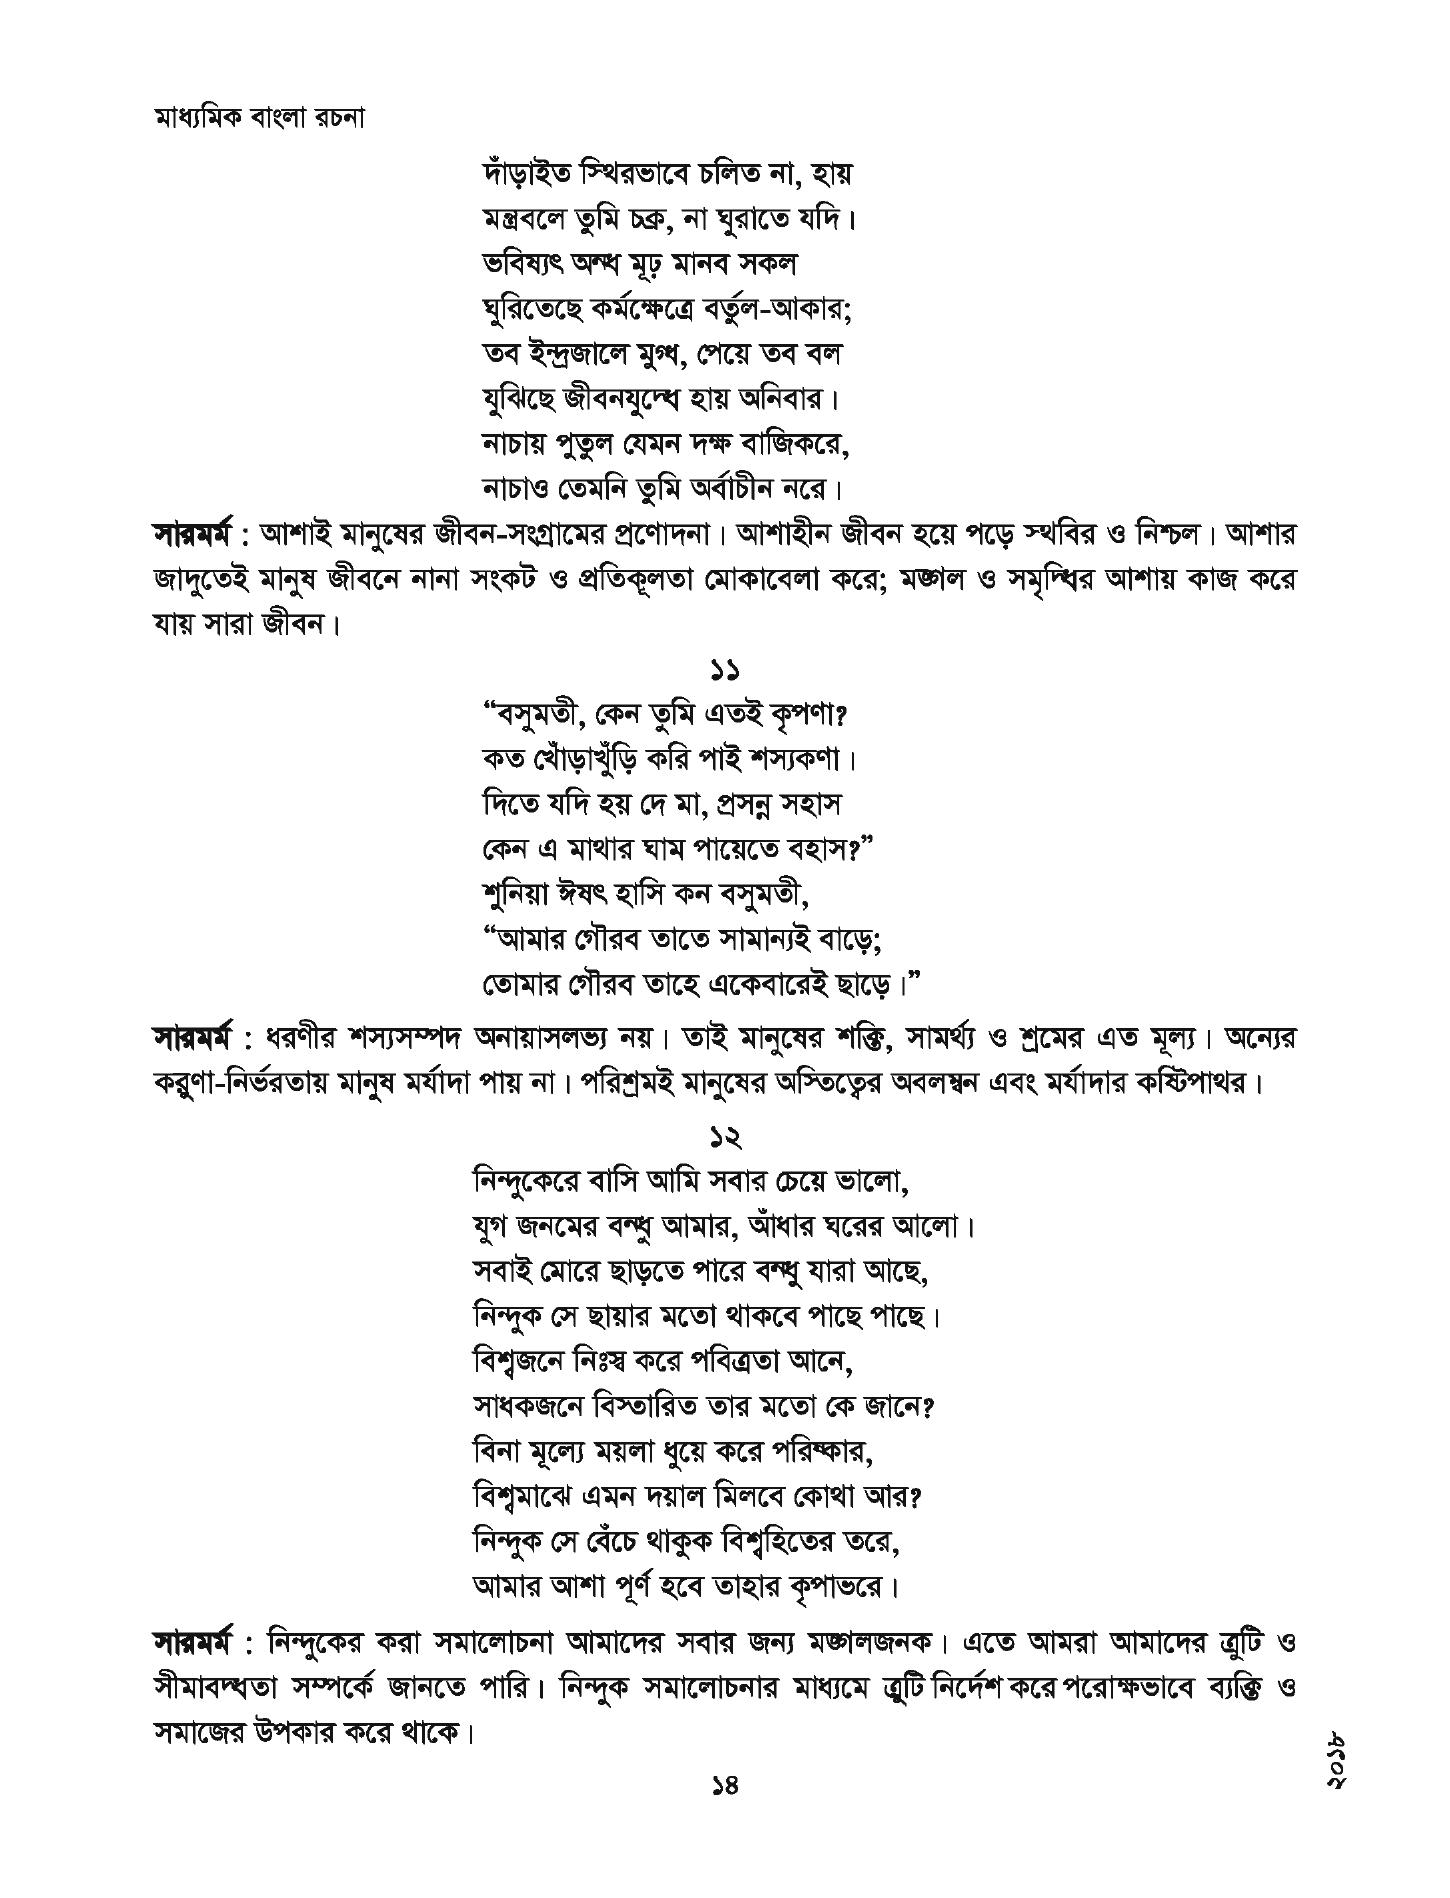 মাধ্যমিক বাংলা রচনা
দাঁড়াইত স্থিরভাবে চলিত না, হায়
মন্ত্রবলে তুমি চক্র, না ঘুরাতে যদি।
ভবিষ্যৎ অন্ধ মূঢ় মানব সকল
ঘুরিতেছে কর্মক্ষেত্রে বর্তুল-আকার;
তব ইন্দ্রজালে মুগ্ধ, পেয়ে তব বল
যুঝিছে জীবনযুদ্ধে হায় অনিবার।
নাচায় পুতুল যেমন দক্ষ বাজিকরে,
নাচাও তেমনি তুমি অর্বাচীন নরে।
সারমর্ম : আশাই মানুষের জীবন-সংগ্রামের প্রণোদনা। আশাহীন জীবন হয়ে পড়ে স্থবির ও নিশ্চল। আশার
জাদুতেই মানুষ জীবনে নানা সংকট ও প্রতিকূলতা মোকাবেলা করে; মঙ্গল ও সমৃদ্ধির আশায় কাজ করে
যায় সারা জীবন।
১১
“বসুমতী, কেন তুমি এতই কৃপণা?
কত খোঁড়াখুঁড়ি করি পাই শস্যকণা।
দিতে যদি হয় দে মা, প্রসন্ন সহাস
কেন এ মাথার ঘাম পায়েতে বহাস?”
শুনিয়া ঈষৎ হাসি কন বসুমতী,
“আমার গৌরব তাতে সামান্যই বাড়ে;
তোমার গৌরব তাহে একেবারেই ছাড়ে।”
সারমর্ম : ধরণীর শস্যসম্পদ অনায়াসলভ্য নয়। তাই মানুষের শক্তি, সামর্থ্য ও শ্রমের এত মূল্য। অন্যের
করুণা-নির্ভরতায় মানুষ মর্যাদা পায় না। পরিশ্রমই মানুষের অস্তিত্বের অবলম্বন এবং মর্যাদার কষ্টিপাথর।
১২
নিন্দুকেরে বাসি আমি সবার চেয়ে ভালো,
যুগ জনমের বন্ধু আমার, আঁধার ঘরের আলো।
সবাই মোরে ছাড়তে পারে বন্ধু যারা আছে,
নিন্দুক সে ছায়ার মতো থাকবে পাছে পাছে।
বিশ্বজনে নিঃস্ব করে পবিত্রতা আনে,
সাধকজনে বিস্তারিত তার মতো কে জানে?
বিনা মূল্যে ময়লা ধুয়ে করে পরিষ্কার,
বিশ্বমাঝে এমন দয়াল মিলবে কোথা আর?
নিন্দুক সে বেঁচে থাকুক বিশ্বহিতের তরে,
আমার আশা পূর্ণ হবে তাহার কৃপাভরে।
সারমর্ম : নিন্দুকের করা সমালোচনা আমাদের সবার জন্য মঙ্গলজনক। এতে আমরা আমাদের ত্রুটি ও
সীমাবদ্ধতা সম্পর্কে জানতে পারি। নিন্দুক সমালোচনার মাধ্যমে ত্রুটি নির্দেশ করে পরোক্ষভাবে ব্যক্তি ও
সমাজের উপকার করে থাকে।
১৪
২০১৮